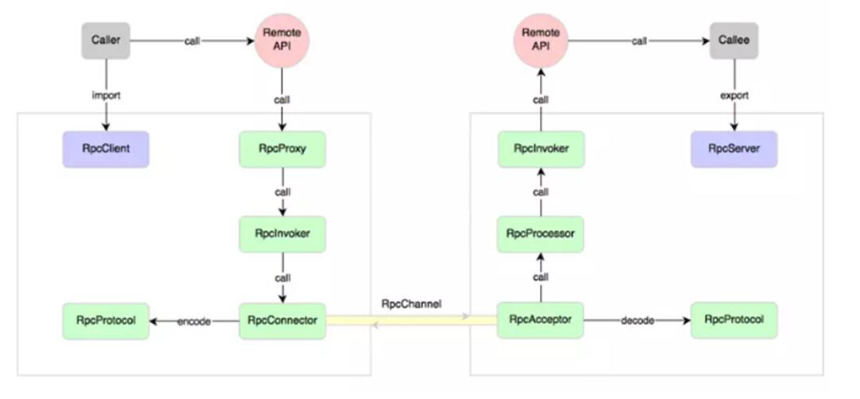 Caller
call
Remote
API
Remote
API
call
Callee
import
call
call
export
RpcClient
RpcProxy
RpcInvoker
RpcServer
call
call
RpcInvoker
RpcProcessor
call
call
RpcChannel
RpcProtocol
encode
RpcConnector
RpcAcceptor
decode
RpcProtocol